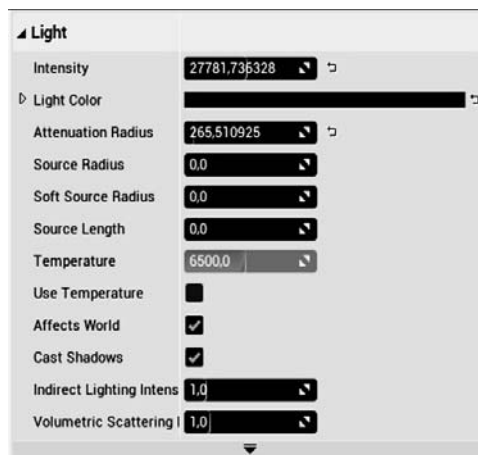 Light
Intensity 27781,736328
Light Color
Attenuation Radius 265,510925
Source Radius 0,0
Soft Source Radius 0,0
Source Length 0,0
Temperature 6500,0
Use Temperature
Affects World
Cast Shadows
Indirect Lighting Intens 1,0
Volumetric Scattering 1,0